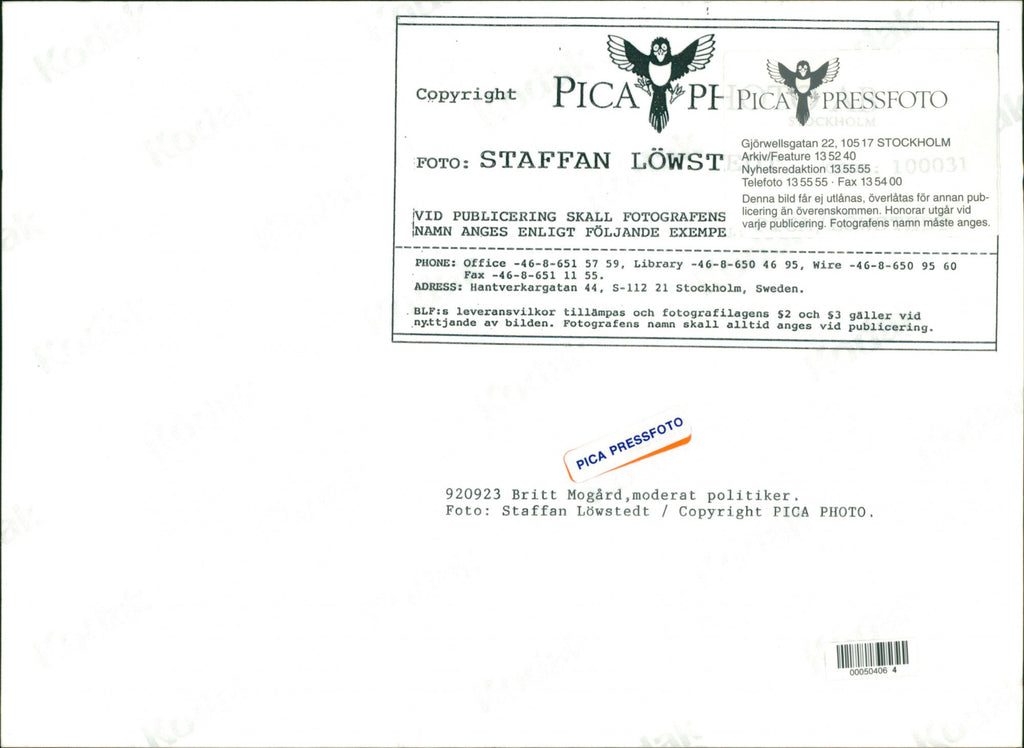 Copyright PICA PH
FOTO: STAFFAN LÖWST
VID PUBLICERING SKALL FOTOGRAFENS
NAMN ANGES ENLIGT FÖLJANDE EXEMPE
PICA PRESSFOTO
STOCKHOLM
Gjörwellsgatan 22, 105 17 STOCKHOLM
Arkiv/Feature 13 52 40
Nyhetsredaktion 13 55 55
: 100031
Telefoto 13 55 55 · Fax 13 54 00
Denna bild får ej utlånas, överlåtas för annan pub-
licering än överenskommen. Honorar utgår vid
varje publicering. Fotografens namn måste anges.
PHONE: Office -46-8-651 57 59, Library -46-8-650 46 95, Wire -46-8-650 95 60
Fax -46-8-651 11 55.
ADRESS: Hantverkargatan 44, S-112 21 Stockholm, Sweden.
BLF:s leveransvilkor tillämpas och fotografilagens §2 och §3 gäller vid
nyttjande av bilden. Fotografens namn skall alltid anges vid publicering.
PICA PRESSFOTO
920923 Britt Mogård,moderat politiker.
Foto: Staffan Löwstedt / Copyright PICA PHOTO.
00050406 4
Kodak